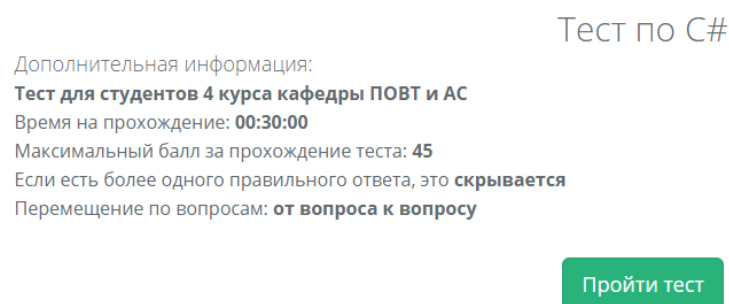 Тест по C#
Дополнительная информация:
Тест для студентов 4 курса кафедры ПОВТ и АС
Время на прохождение: 00:30:00
Максимальный балл за прохождение теста: 45
Если есть более одного правильного ответа, это скрывается
Перемещение по вопросам: от вопроса к вопросу
Пройти тест